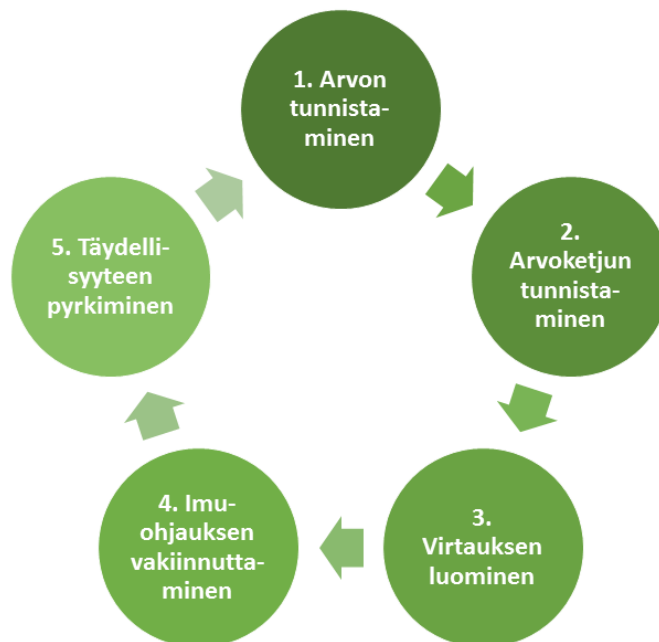 1. Arvon
tunnista-
minen
2.
Arvoketjun
tunnista-
minen
3.
Virtauksen
luominen
4. Imu-
ohjauksen
vakiinnutta-
minen
5. Täydelli-
syyteen
pyrkiminen